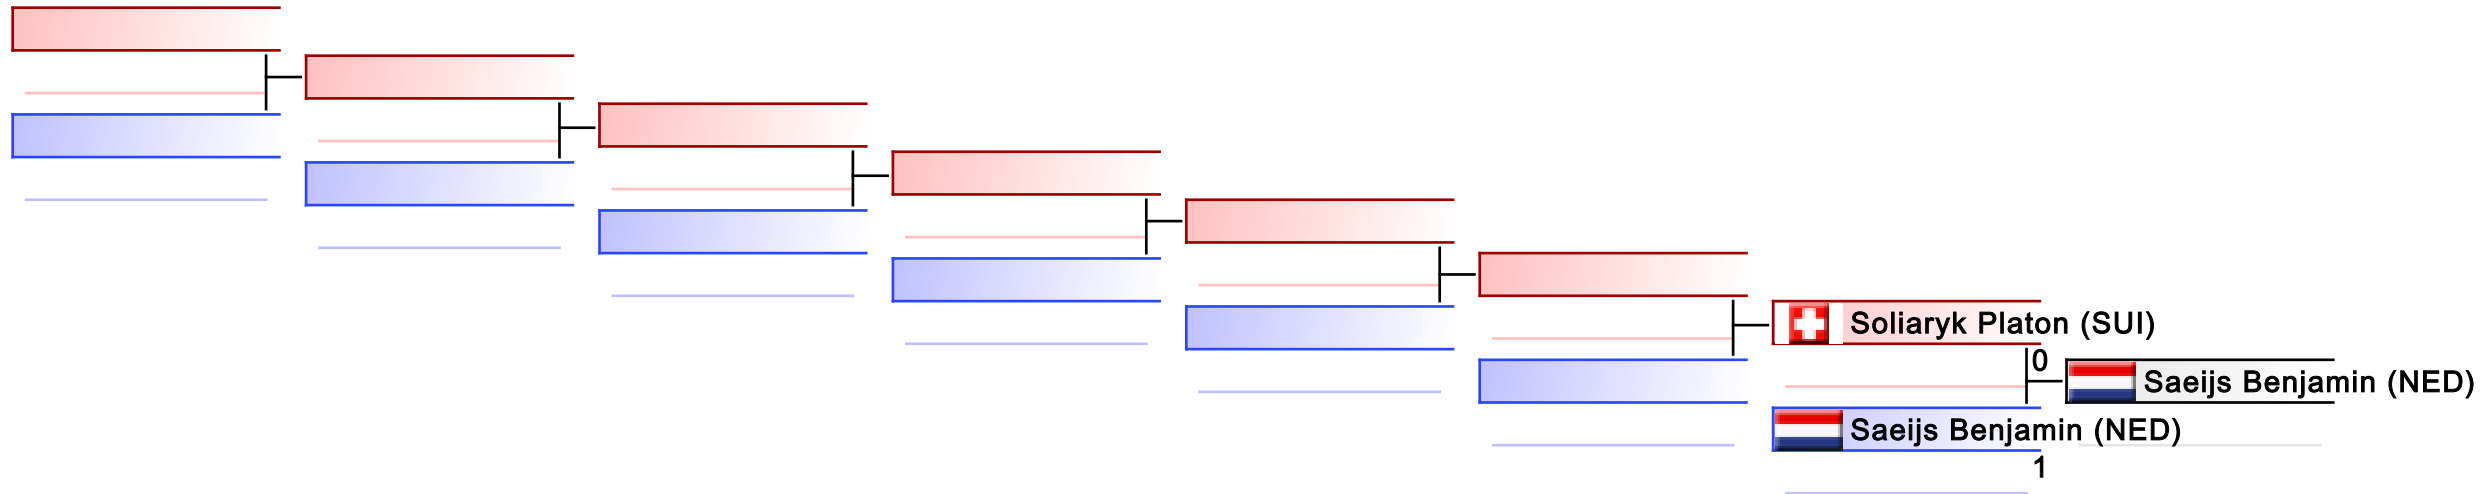 Soliaryk Platon (SUI)
0
Saeijs Benjamin (NED)
Saeijs Benjamin (NED)
1